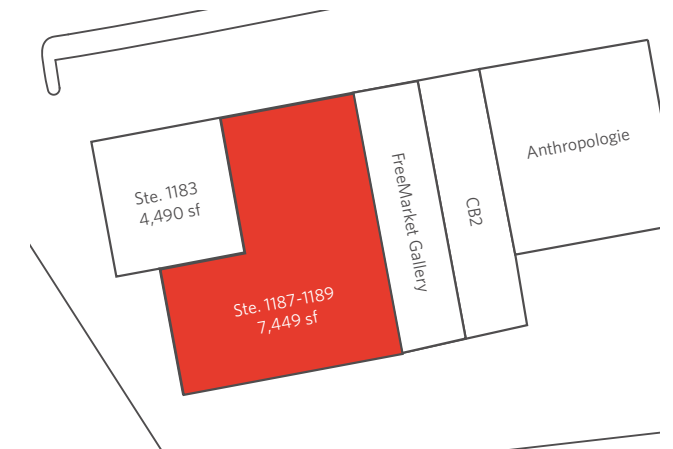 Ste. 1183
4,490 sf
Ste. 1187-1189
7,449 sf
FreeMarket Gallery
CB2
Anthropologie